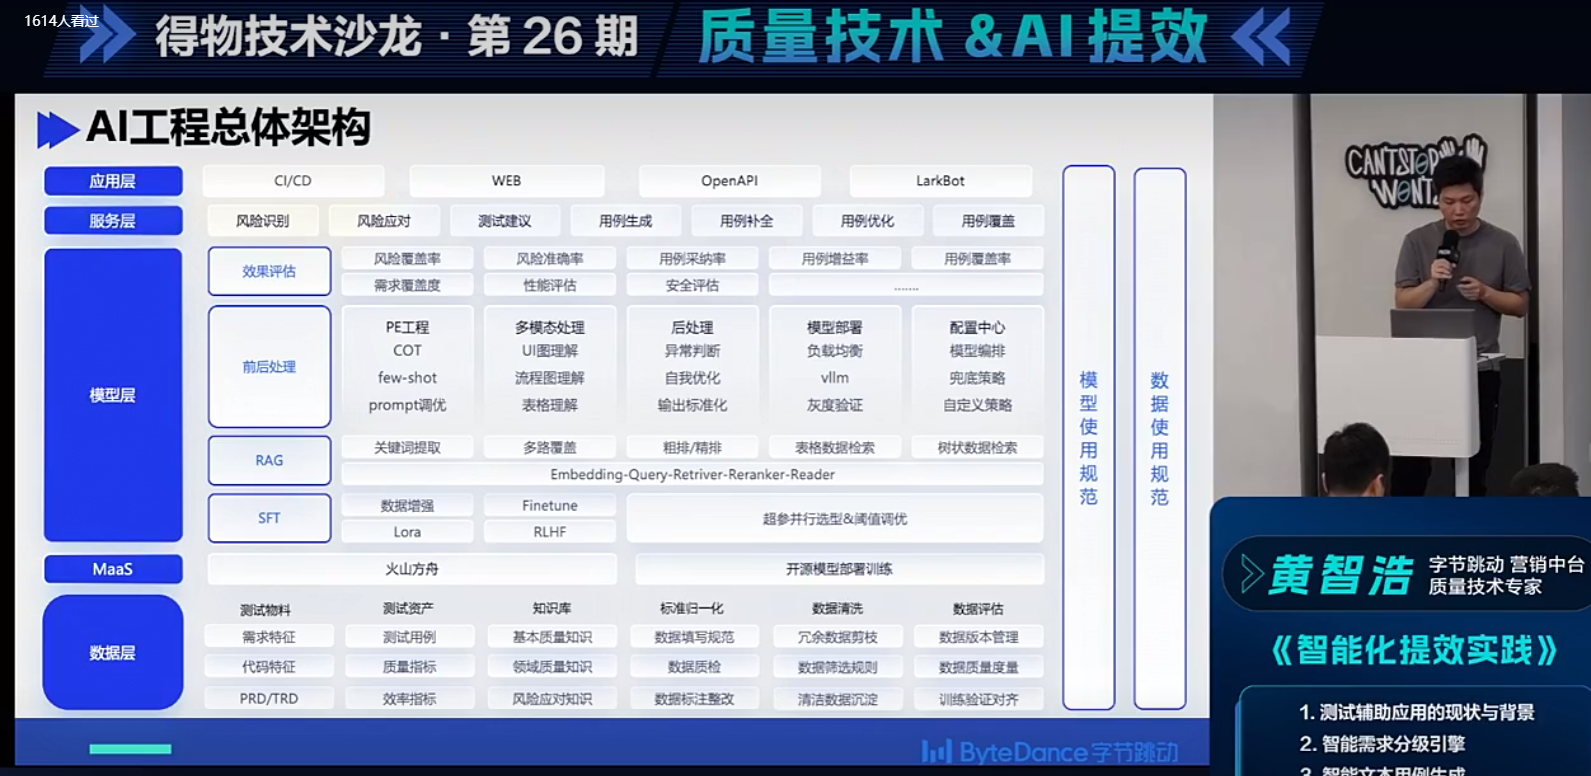 1614人看过
得物技术沙龙 · 第 26 期
质量技术 & AI 提效
AI工程总体架构
应用层
CI/CD
WEB
OpenAPI
LarkBot
服务层
风险识别
风险应对
测试建议
用例生成
用例补全
用例优化
用例覆盖
模型层
效果评估
风险覆盖率
风险准确率
用例采纳率
用例增益率
用例覆盖率
需求覆盖度
性能评估
安全评估
.......
前后处理
PE工程
COT
few-shot
prompt调优
多模态处理
UI图理解
流程图理解
表格理解
后处理
异常判断
自我优化
输出标准化
模型部署
负载均衡
vllm
灰度验证
配置中心
模型编排
兜底策略
自定义策略
RAG
关键词提取
多路覆盖
粗排/精排
表格数据检索
树状数据检索
Embedding-Query-Retriver-Reranker-Reader
SFT
数据增强
Finetune
Lora
RLHF
超参并行选型&阈值调优
MaaS
火山方舟
开源模型部署训练
数据层
测试物料
需求特征
代码特征
PRD/TRD
测试资产
测试用例
质量指标
效率指标
知识库
基本质量知识
领域质量知识
风险应对知识
标准归一化
数据填写规范
数据质检
数据标注整改
数据清洗
冗余数据剪枝
数据筛选规则
清洁数据沉淀
数据评估
数据版本管理
数据质量度量
训练验证对齐
模型使用规范
数据使用规范
ByteDance字节跳动
CANTSTOP
WONT
黄智浩
字节跳动 营销中台
质量技术专家
《智能化提效实践》
1. 测试辅助应用的现状与背景
2. 智能需求分级引擎
3. 智能文本用例生成